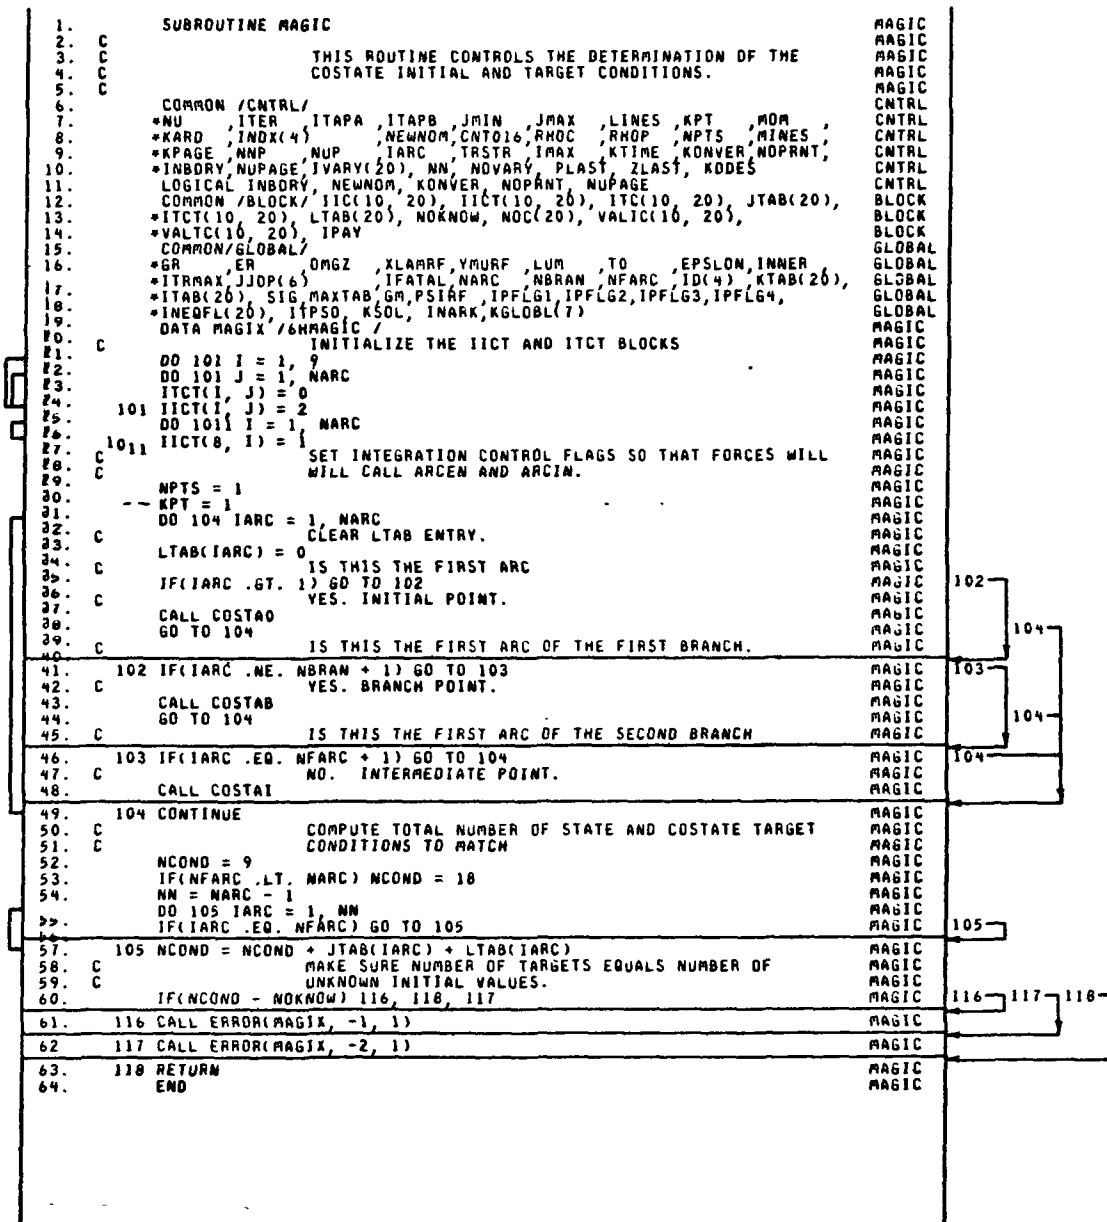 1. SUBROUTINE MAGIC MAGIC
2. C MAGIC
3. C THIS ROUTINE CONTROLS THE DETERMINATION OF THE MAGIC
4. C COSTATE INITIAL AND TARGET CONDITIONS. MAGIC
5. C MAGIC
6. COMMON /CNTRL/ CNTRL
7. *NU ,ITER ,ITAPA ,ITAPB ,JMIN ,JMAX ,LINES ,KPT ,MOM , CNTRL
8. *KARD ,INDX(4) ,NEWNOM,CNTO16,RHOC ,RHOP ,NPTS ,MINES , CNTRL
9. *KPAGE ,NNP ,NUP ,IARC ,TRSTR ,IMAX ,KTIME ,KONVER,NOPRNT, CNTRL
10. *INBDRY,NUPAGE,IVARY(20), NN, NOVARY, PLAST, ZLAST, KODES CNTRL
11. LOGICAL INBDRY, NEWNOM, KONVER, NOPRNT, NUPAGE CNTRL
12. COMMON /BLOCK/ IIC(10, 20), IICT(10, 20), ITC(10, 20), JTAB(20), BLOCK
13. *ITCT(10, 20), LTAB(20), NOKNOW, NOC(20), VALIC(10, 20), BLOCK
14. *VALTC(10, 20), IPAY BLOCK
15. COMMON/GLOBAL/ GLOBAL
16. *GR ,ER ,OMGZ ,XLAMRF,YMURF ,LUM ,TO ,EPSLON,INNER , GLOBAL
17. *ITRMAX,JJOP(6) ,IFATAL,NARC ,NBRAN ,NFARC ,ID(4) ,KTAB(20), GLOBAL
18. *ITAB(20), SIG,MAXTAB,GM,PSIRF ,IPFLG1,IPFLG2,IPFLG3,IPFLG4, GLOBAL
19. *INEQFL(20), ITPSO, KSOL, INARK,KGLOBL(7) GLOBAL
20. DATA MAGIX /6HMAGIC / MAGIC
21. C INITIALIZE THE IICT AND ITCT BLOCKS MAGIC
22. DO 101 I = 1, 9 MAGIC
23. DO 101 J = 1, NARC MAGIC
24. ITCT(I, J) = 0 MAGIC
25. 101 IICT(I, J) = 2 MAGIC
26. DO 1011 I = 1, NARC MAGIC
27. 1011 IICT(8, I) = 1 MAGIC
28. C SET INTEGRATION CONTROL FLAGS SO THAT FORCES WILL MAGIC
29. C WILL CALL ARCEN AND ARCIN. MAGIC
30. NPTS = 1 MAGIC
31. -- KPT = 1 MAGIC
32. DO 104 IARC = 1, NARC MAGIC
33. C CLEAR LTAB ENTRY. MAGIC
34. LTAB(IARC) = 0 MAGIC
35. C IS THIS THE FIRST ARC MAGIC
36. IF(IARC .GT. 1) GO TO 102 MAGIC 102
37. C YES. INITIAL POINT. MAGIC
38. CALL COSTAO MAGIC
39. GO TO 104 MAGIC 104
40. C IS THIS THE FIRST ARC OF THE FIRST BRANCH. MAGIC
41. 102 IF(IARC .NE. NBRAN + 1) GO TO 103 MAGIC 103
42. C YES. BRANCH POINT. MAGIC
43. CALL COSTAB MAGIC
44. GO TO 104 MAGIC 104
45. C IS THIS THE FIRST ARC OF THE SECOND BRANCH MAGIC
46. 103 IF(IARC .EQ. NFARC + 1) GO TO 104 MAGIC 104
47. C NO. INTERMEDIATE POINT. MAGIC
48. CALL COSTAI MAGIC
49. 104 CONTINUE MAGIC
50. C COMPUTE TOTAL NUMBER OF STATE AND COSTATE TARGET MAGIC
51. C CONDITIONS TO MATCH MAGIC
52. NCOND = 9 MAGIC
53. IF(NFARC .LT. NARC) NCOND = 18 MAGIC
54. NN = NARC - 1 MAGIC
55. DO 105 IARC = 1, NN MAGIC
56. IF(IARC .EQ. NFARC) GO TO 105 MAGIC 105
57. 105 NCOND = NCOND + JTAB(IARC) + LTAB(IARC) MAGIC
58. C MAKE SURE NUMBER OF TARGETS EQUALS NUMBER OF MAGIC
59. C UNKNOWN INITIAL VALUES. MAGIC
60. IF(NCOND - NOKNOW) 116, 118, 117 MAGIC 116 117 118
61. 116 CALL ERROR(MAGIX, -1, 1) MAGIC
62 117 CALL ERROR(MAGIX, -2, 1) MAGIC
63. 118 RETURN MAGIC
64. END MAGIC